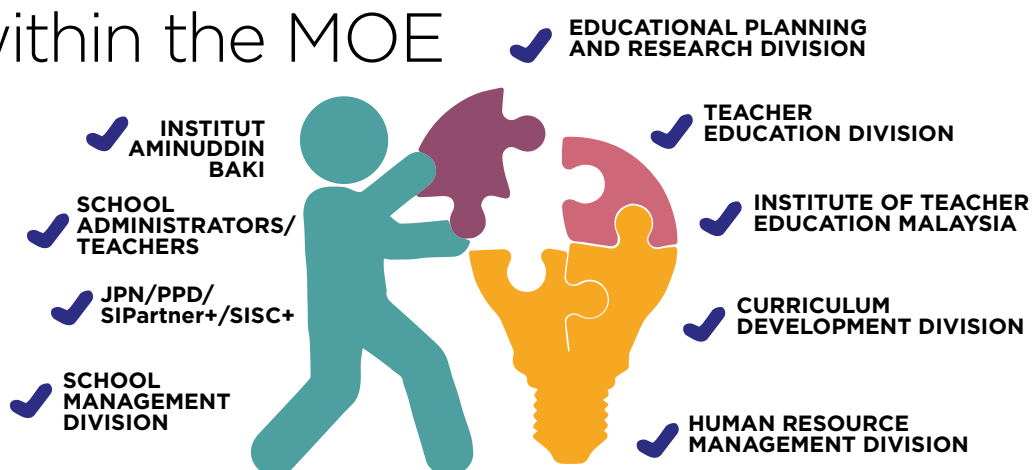 within the MOE
EDUCATIONAL PLANNING
AND RESEARCH DIVISION
INSTITUT
AMINUDDIN
BAKI
TEACHER
EDUCATION DIVISION
SCHOOL
ADMINISTRATORS/
TEACHERS
INSTITUTE OF TEACHER
EDUCATION MALAYSIA
JPN/PPD/
SIPartner+/SISC+
CURRICULUM
DEVELOPMENT DIVISION
SCHOOL
MANAGEMENT
DIVISION
HUMAN RESOURCE
MANAGEMENT DIVISION